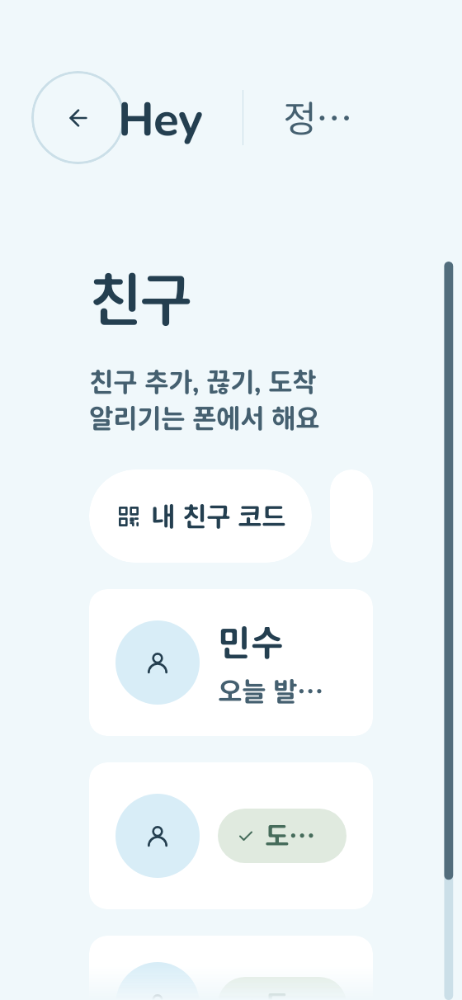 Hey
정…
친구
친구 추가, 끊기, 도착
알리기는 폰에서 해요
내 친구 코드
민수
오늘 발…
도…